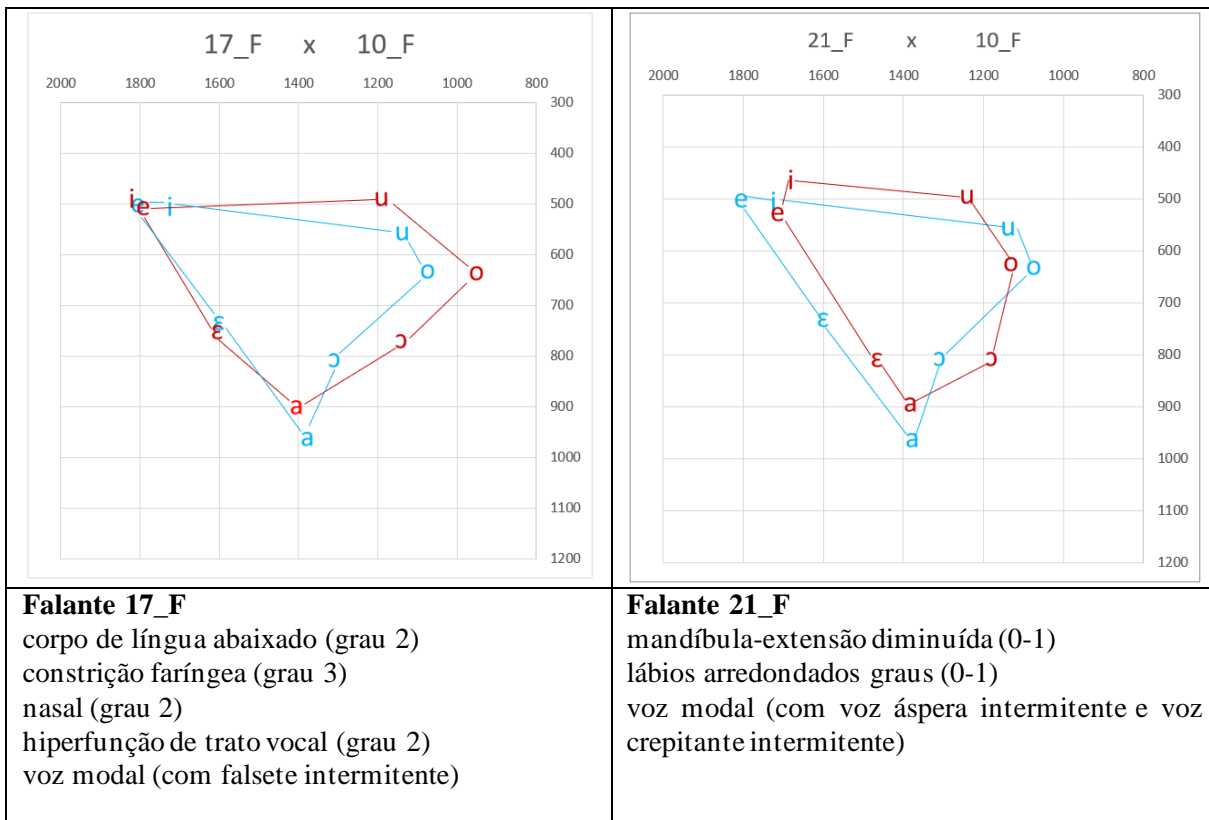 17_F x 10_F
2000 1800 1600 1400 1200 1000 800
300
400
500
600
700
800
900
1000
1100
1200
i e ɛ a ɔ o u
i e ɛ a ɔ o u
21_F x 10_F
2000 1800 1600 1400 1200 1000 800
300
400
500
600
700
800
900
1000
1100
1200
i e ɛ a ɔ o u
i e ɛ a ɔ o u
Falante 17_F
corpo de língua abaixado (grau 2)
constrição faríngea (grau 3)
nasal (grau 2)
hiperfunção de trato vocal (grau 2)
voz modal (com falsete intermitente)
Falante 21_F
mandíbula-extensão diminuída (0-1)
lábios arredondados graus (0-1)
voz modal (com voz áspera intermitente e voz
crepitante intermitente)